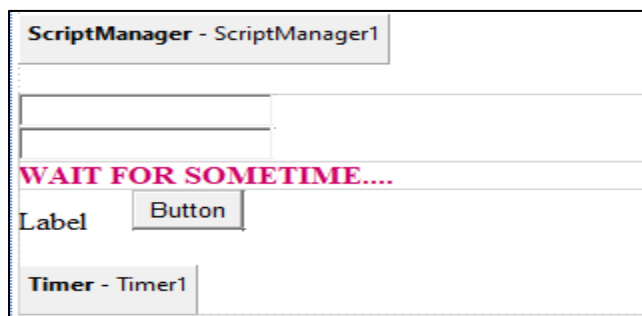 ScriptManager - ScriptManager1
WAIT FOR SOMETIME....
Label Button
Timer - Timer1